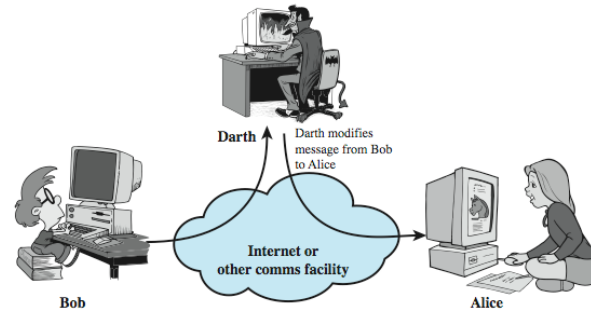 Darth
Darth modifies
message from Bob
to Alice
Internet or
other comms facility
Bob
Alice